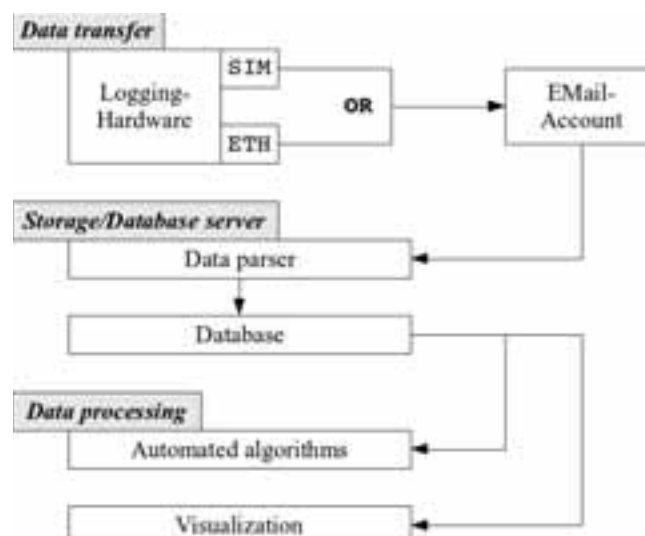 Data transfer
SIM
Logging-
Hardware
OR
EMail-
Account
ETH
Storage/Database server
Data parser
Database
Data processing
Automated algorithms
Visualization